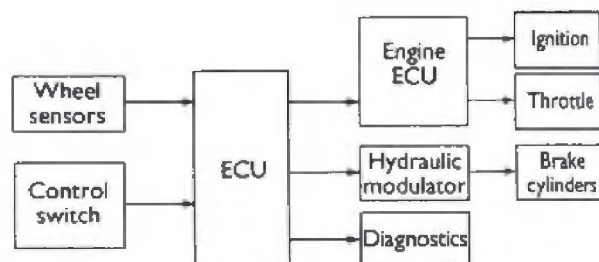 Wheel
sensors
Control
switch
ECU
Engine
ECU
Ignition
Throttle
Hydraulic
modulator
Brake
cylinders
Diagnostics